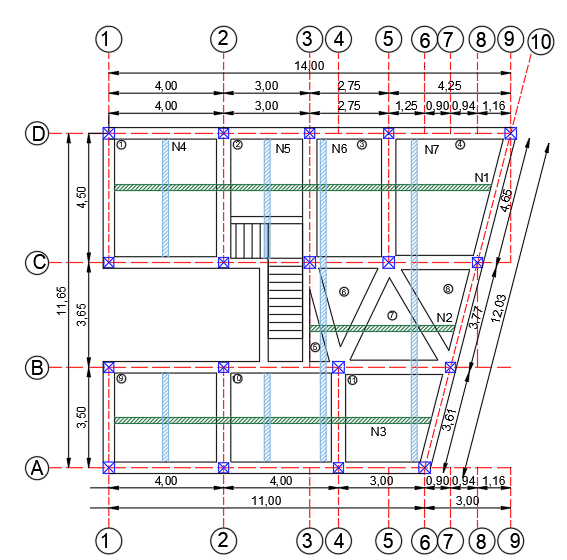 1 2 3 4 5 6 7 8 9 10
14,00
4,00 3,00 2,75 4,25
4,00 3,00 2,75 1,25 0,90 0,94 1,16
D
1 N4 2 N5 N6 3 N7 4
N1
4,50 4,65
C
6 8
11,65 3,65 7 N2 3,77 12,03
5
B
9 10 11
3,50 N3 3,61
A
4,00 4,00 3,00 0,90 0,94 1,16
11,00 3,00
1 2 3 4 5 6 7 8 9